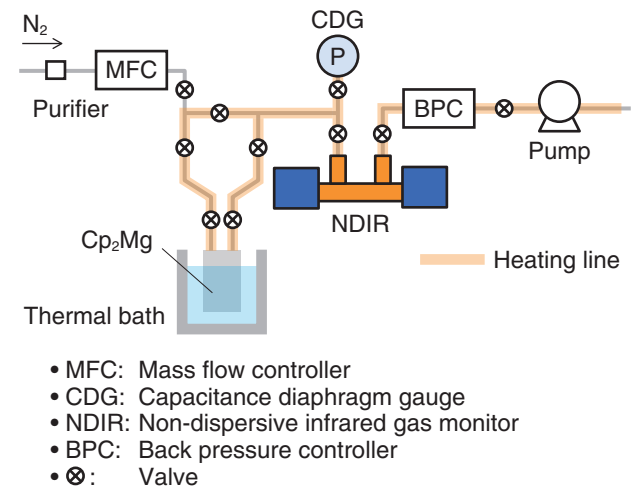 N₂
CDG
P
MFC
BPC
Purifier
Pump
NDIR
Cp₂Mg
Heating line
Thermal bath
• MFC: Mass flow controller
• CDG: Capacitance diaphragm gauge
• NDIR: Non-dispersive infrared gas monitor
• BPC: Back pressure controller
• ⊗ : Valve